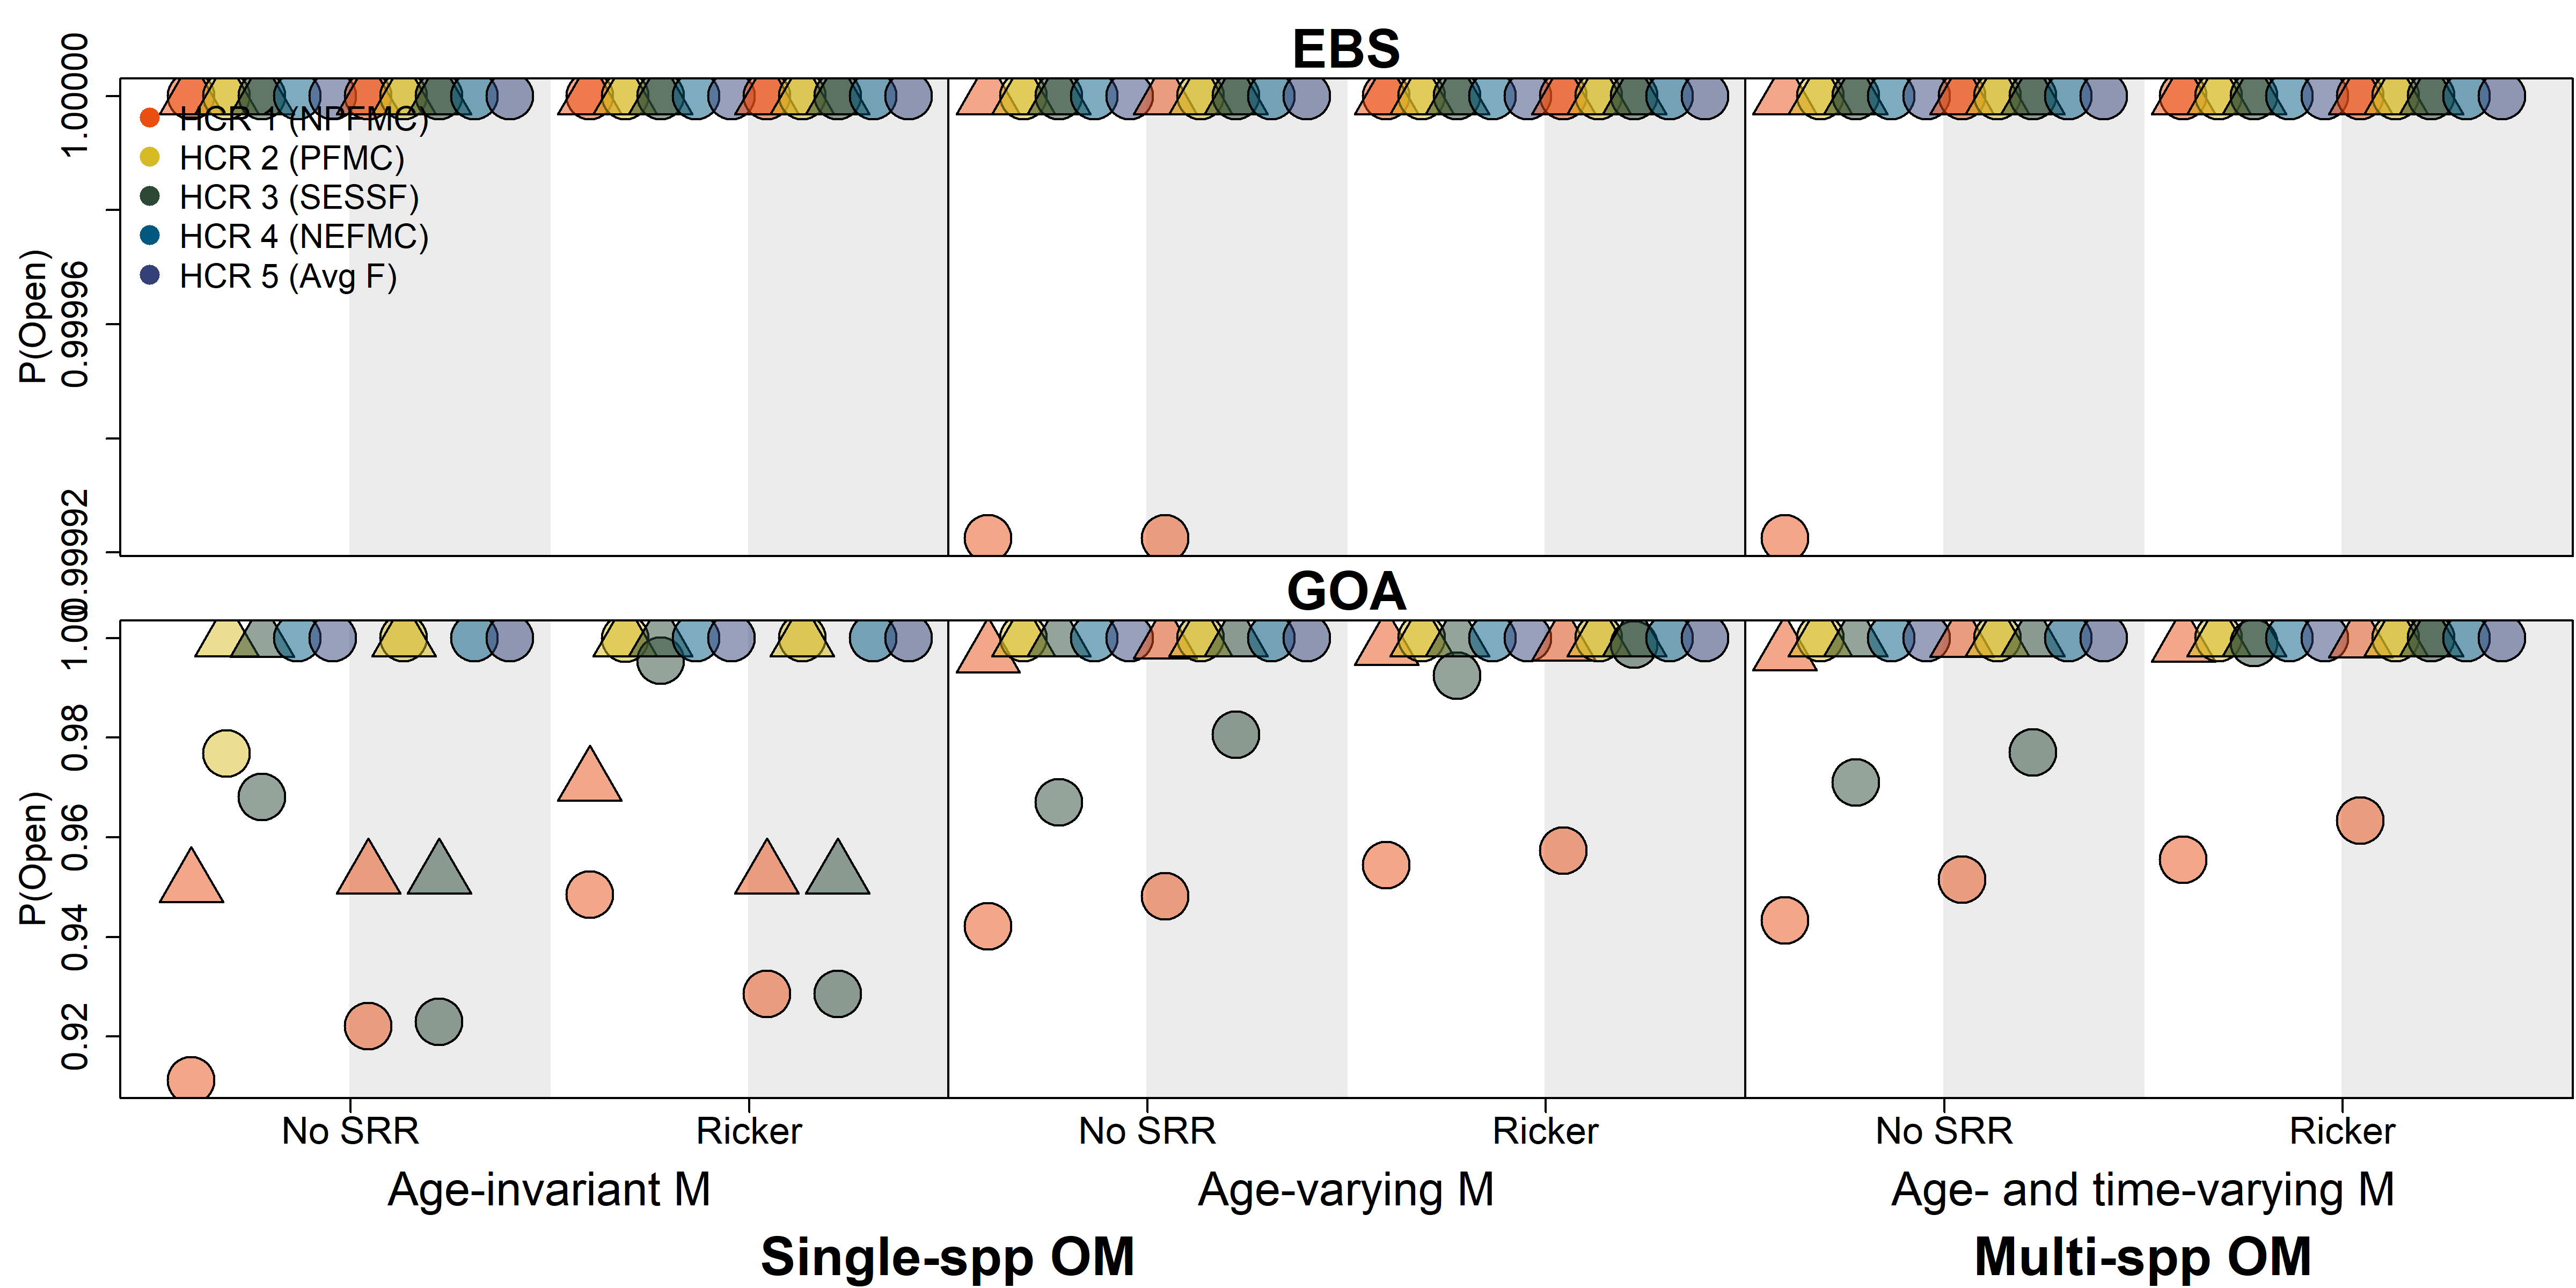 EBS
1.00000
0.99996
0.99992
P(Open)
HCR 1 (NPFMC)
HCR 2 (PFMC)
HCR 3 (SESSF)
HCR 4 (NEFMC)
HCR 5 (Avg F)
GOA
1.00
0.98
0.96
0.94
0.92
P(Open)
No SRR Ricker No SRR Ricker No SRR Ricker
Age-invariant M Age-varying M Age- and time-varying M
Single-spp OM Multi-spp OM